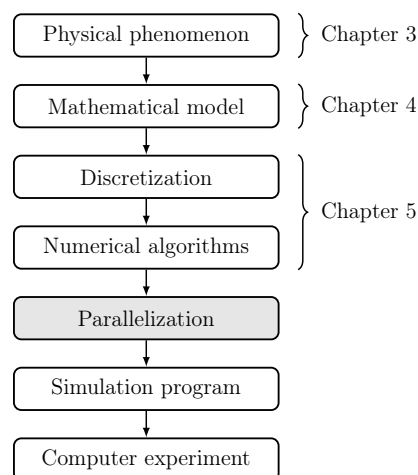 Physical phenomenon
Chapter 3
Mathematical model
Chapter 4
Discretization
Chapter 5
Numerical algorithms
Parallelization
Simulation program
Computer experiment